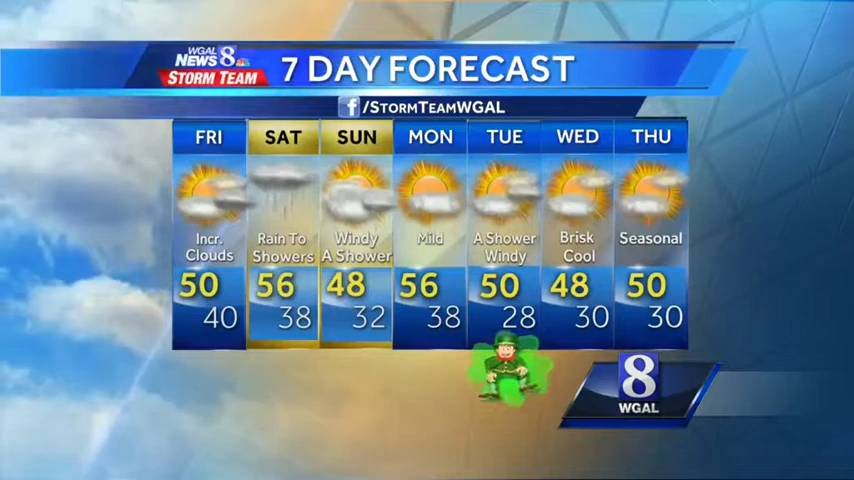 WGAL
NEWS 8
STORM TEAM
7 DAY FORECAST
f/STORMTEAMWGAL
FRI SAT SUN MON TUE WED THU
Incr. Clouds
Rain To Showers
Windy A Shower
Mild
A Shower Windy
Brisk Cool
Seasonal
50 56 48 56 50 48 50
40 38 32 38 28 30 30
8
WGAL